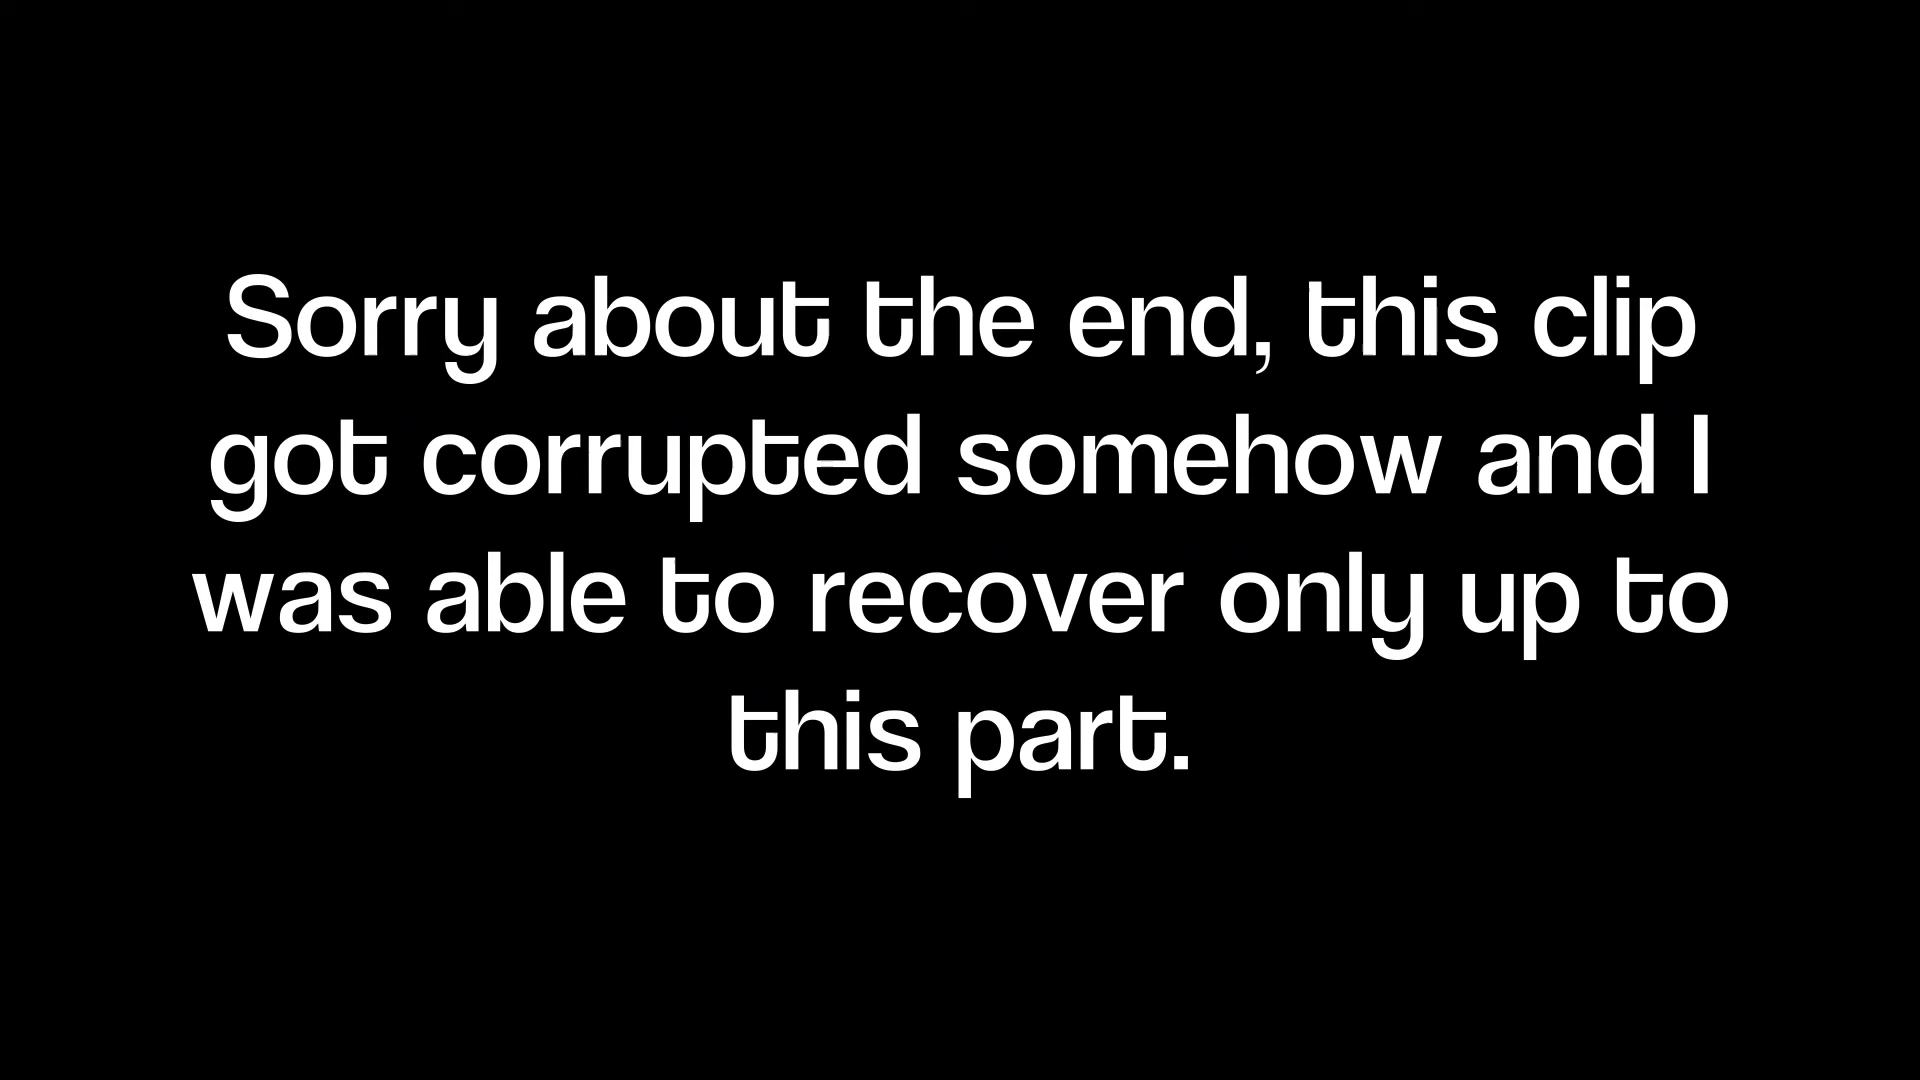 Sorry about the end, this clip
got corrupted somehow and I
was able to recover only up to
this part.